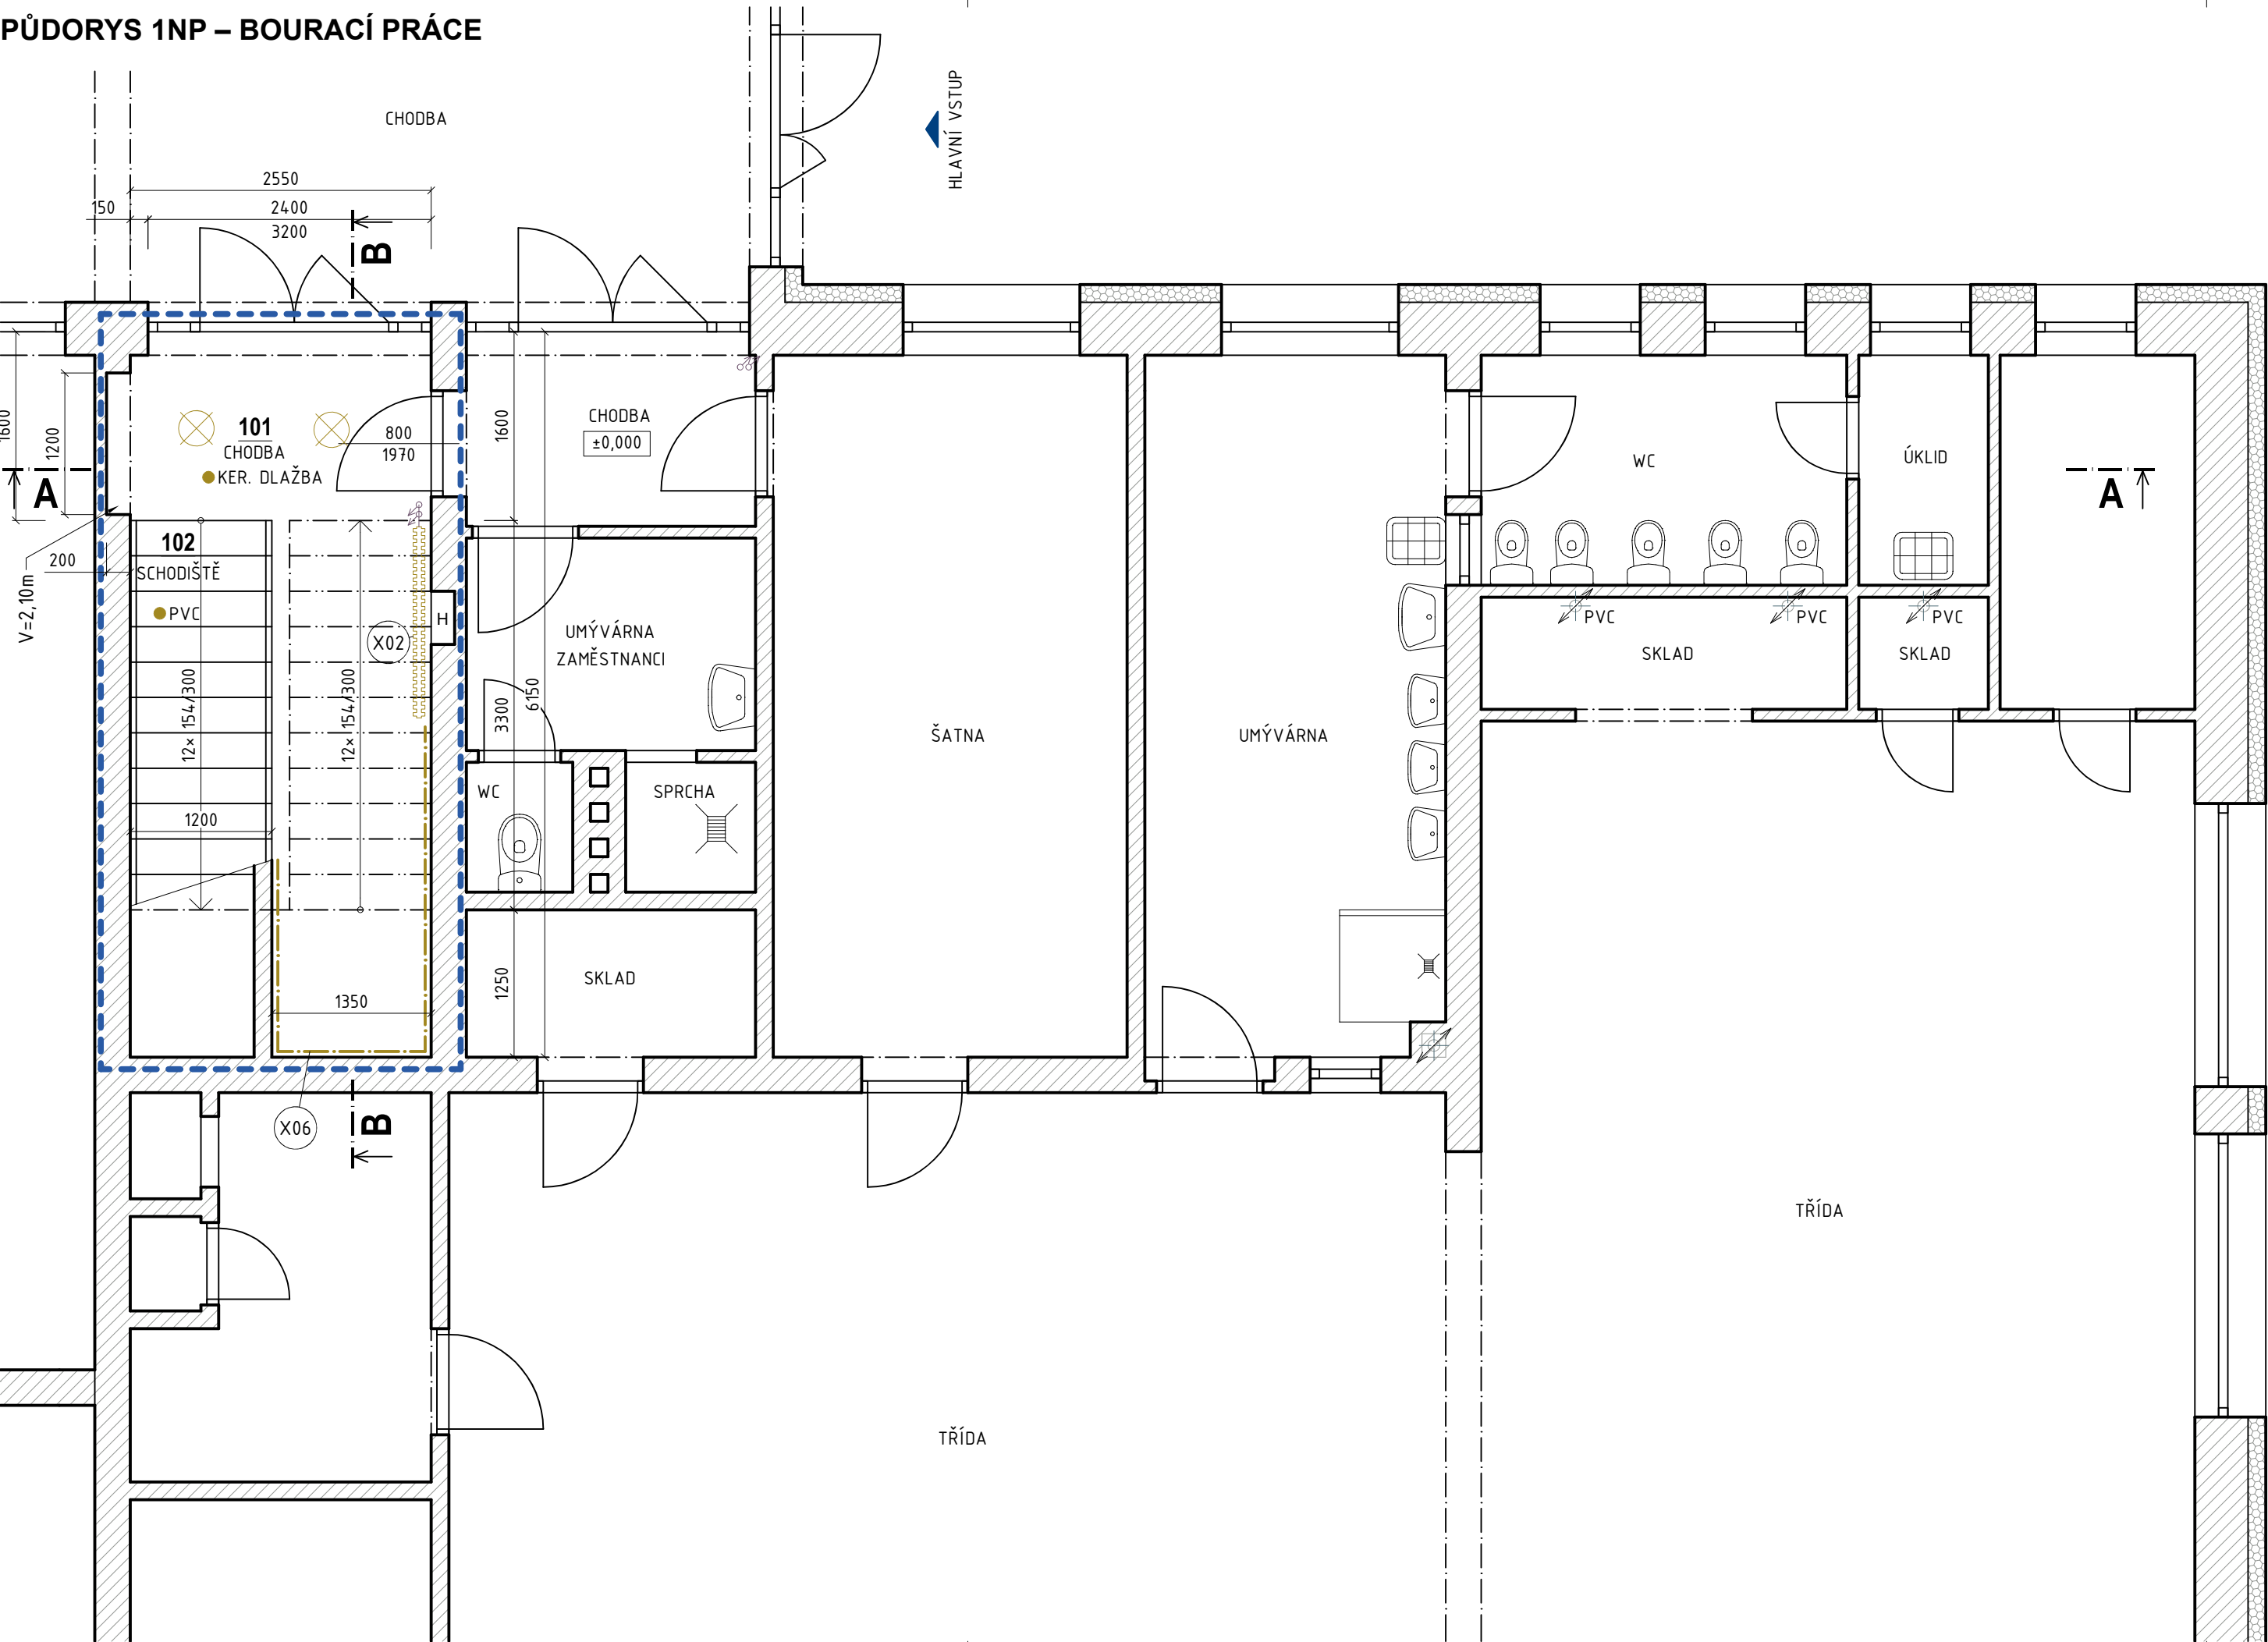 PŮDORYS 1NP – BOURACÍ PRÁCE
CHODBA
HLAVNÍ VSTUP
2550
150
2400
3200
B
1600
1200
101
CHODBA
KER. DLAŽBA
800
1970
1600
CHODBA
±0,000
A
A
WC
ÚKLID
102
SCHODIŠTĚ
200
PVC
V=2,10m
X02
H
12× 154/300
12× 154/300
UMÝVÁRNA
ZAMĚSTNANCI
3300
6150
PVC
PVC
PVC
SKLAD
SKLAD
ŠATNA
UMÝVÁRNA
WC
SPRCHA
1200
1350
1250
SKLAD
X06
B
TŘÍDA
TŘÍDA